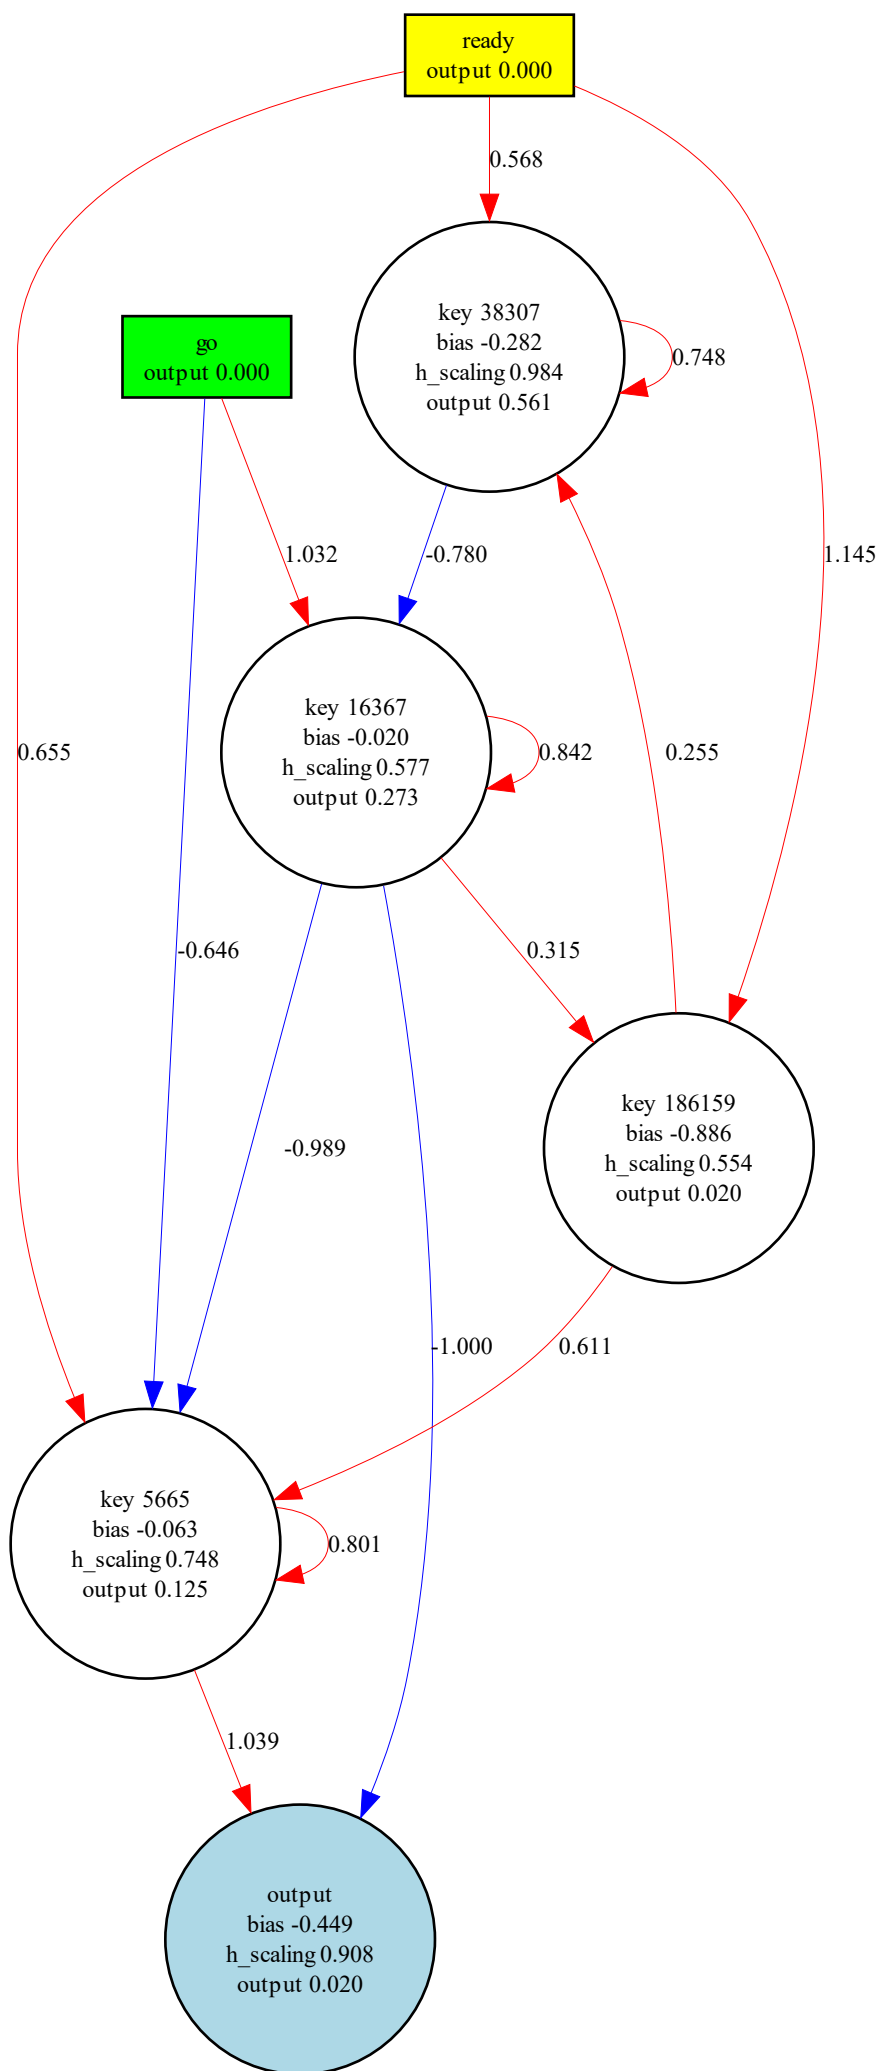 ready
output 0.000
0.568
key 38307
bias -0.282
h_scaling 0.984
output 0.561
0.748
go
output 0.000
1.032
-0.780
1.145
key 16367
bias -0.020
h_scaling 0.577
output 0.273
0.842
0.655
0.255
-0.646
0.315
-0.989
key 186159
bias -0.886
h_scaling 0.554
output 0.020
-1.000
0.611
key 5665
bias -0.063
h_scaling 0.748
output 0.125
0.801
1.039
output
bias -0.449
h_scaling 0.908
output 0.020